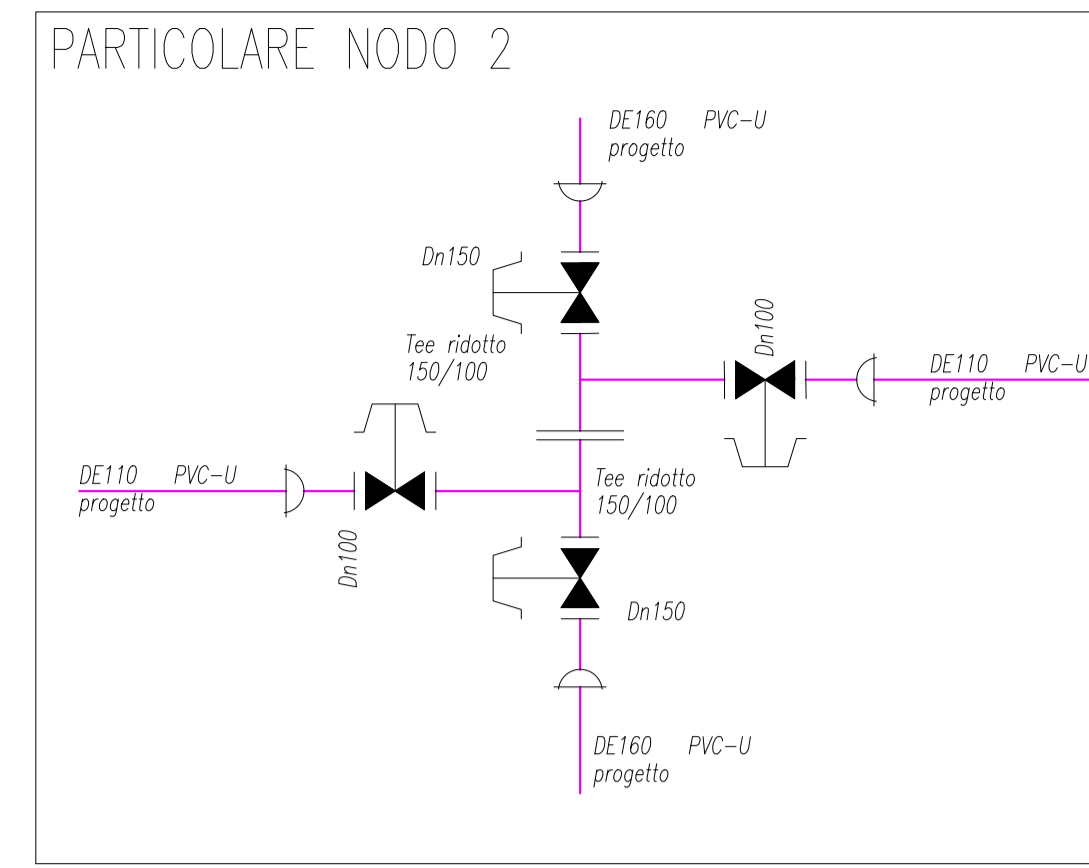 PARTICOLARE NODO 2
DE160 PVC-U
progetto
Dn150
Tee ridotto
150/100
Dn100
DE110 PVC-U
progetto
DE110 PVC-U
progetto
Dn100
Tee ridotto
150/100
Dn150
DE160 PVC-U
progetto